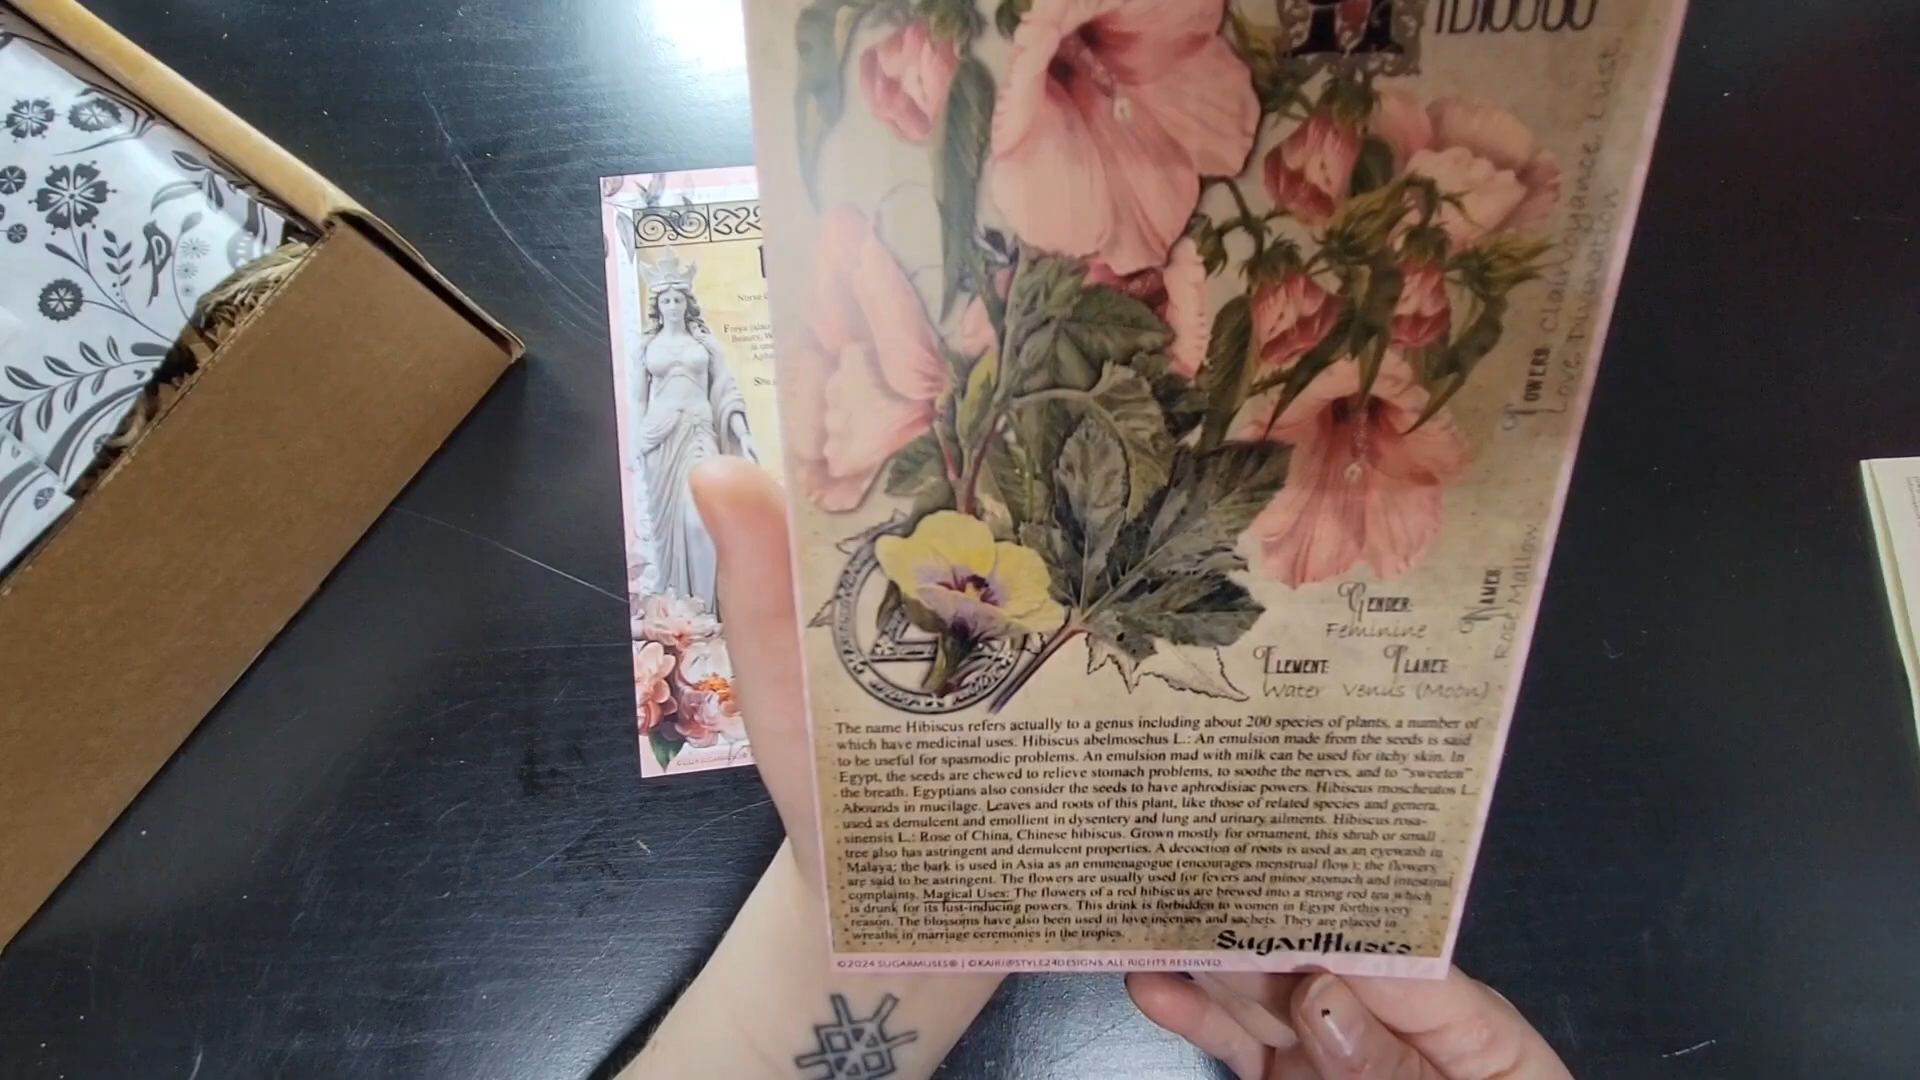 POWERS: Clairvoyance, Lust,
Love, Divination
NAMES:
Rose Mallow
GENDER:
Feminine
ELEMENT:
Water
PLANET:
Venus (Moon)
The name Hibiscus refers actually to a genus including about 200 species of plants, a number of
which have medicinal uses. Hibiscus abelmoschus L.: An emulsion made from the seeds is said
to be useful for spasmodic problems. An emulsion mad with milk can be used for itchy skin. In
Egypt, the seeds are chewed to relieve stomach problems, to soothe the nerves, and to "sweeten"
the breath. Egyptians also consider the seeds to have aphrodisiac powers. Hibiscus moscheutos L.:
Abounds in mucilage. Leaves and roots of this plant, like those of related species and genera,
used as demulcent and emollient in dysentery and lung and urinary ailments. Hibiscus rosa-
sinensis L.: Rose of China, Chinese hibiscus. Grown mostly for ornament, this shrub or small
tree also has astringent and demulcent properties. A decoction of roots is used as an eyewash in
Malaya; the bark is used in Asia as an emmenagogue (encourages menstrual flow); the flowers
are said to be astringent. The flowers are usually used for fevers and minor stomach and intestinal
complaints. Magical Uses: The flowers of a red hibiscus are brewed into a strong red tea which
is drunk for its lust-inducing powers. This drink is forbidden to women in Egypt forthis very
reason. The blossoms have also been used in love incenses and sachets. They are placed in
wreaths in marriage ceremonies in the tropics.
SugarMuses
©2024 SUGARMUSES® | ©KAIRI@STYLE24DESIGNS. ALL RIGHTS RESERVED